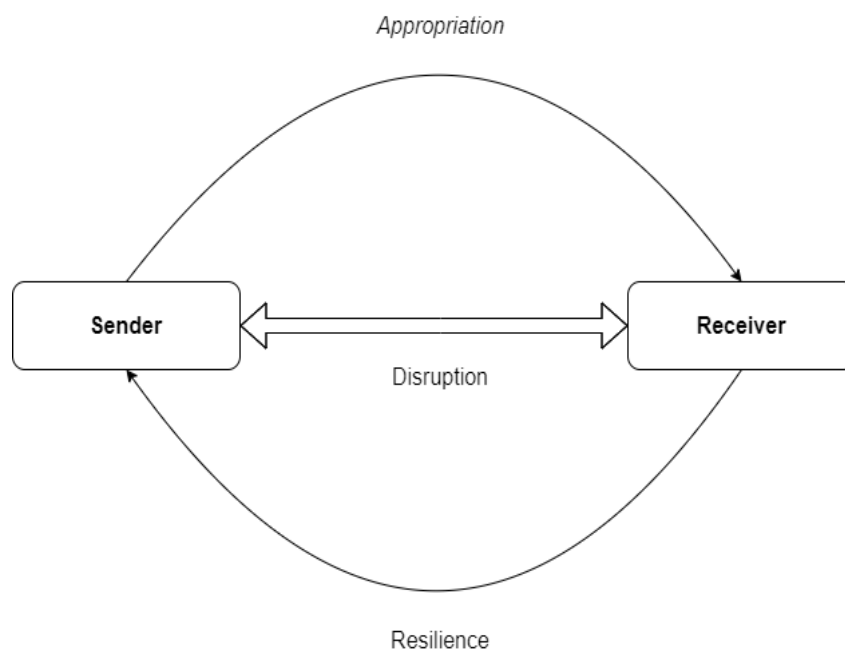 Appropriation
Sender
Receiver
Disruption
Resilience